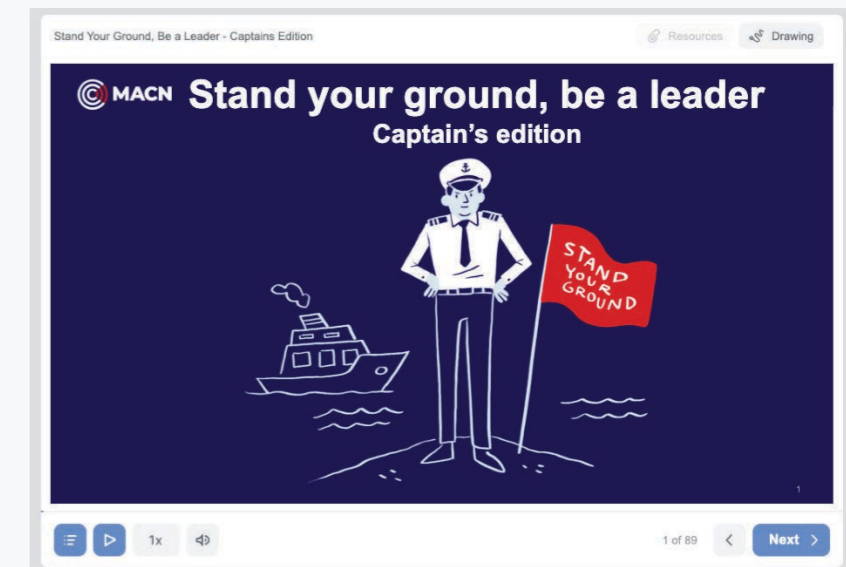 Stand Your Ground, Be a Leader - Captains Edition
Resources
Drawing
MACN
Stand your ground, be a leader
Captain's edition
STAND
YOUR
GROUND
1
1x
1 of 89
Next